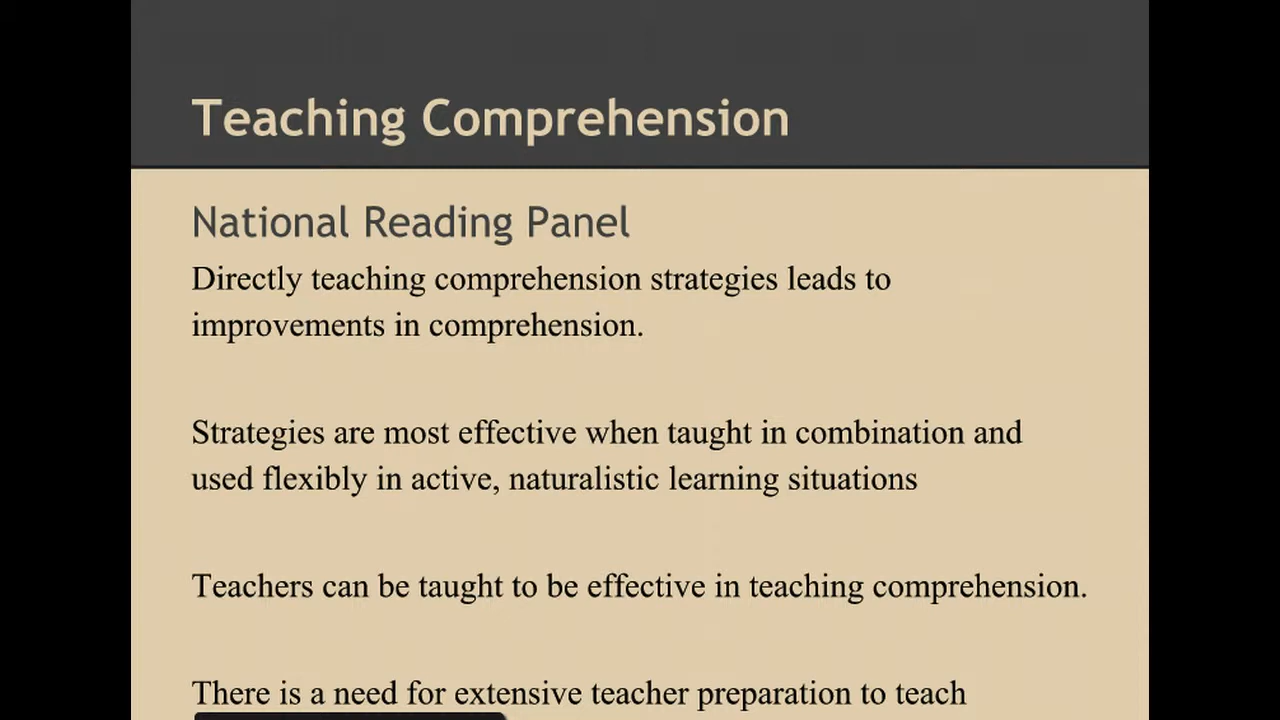 Teaching Comprehension
National Reading Panel
Directly teaching comprehension strategies leads to
improvements in comprehension.
Strategies are most effective when taught in combination and
used flexibly in active, naturalistic learning situations
Teachers can be taught to be effective in teaching comprehension.
There is a need for extensive teacher preparation to teach